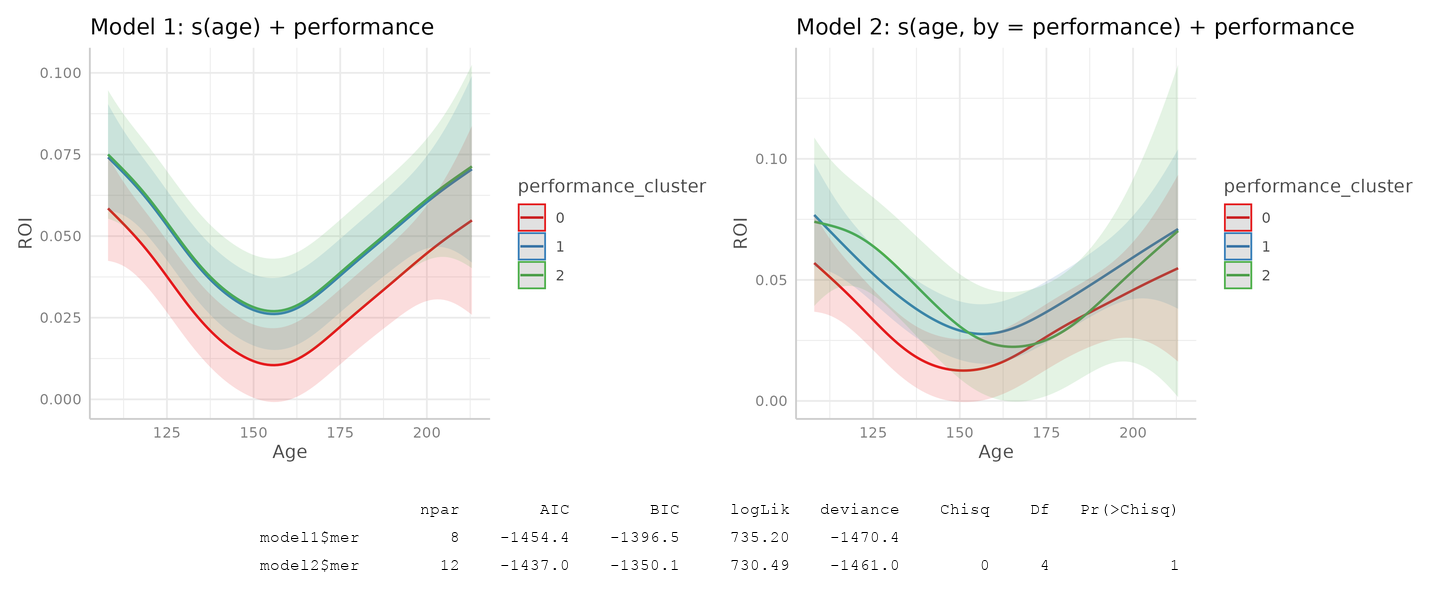 Model 1: s(age) + performance
0.100
0.075
0.050
0.025
0.000
ROI
125 150 175 200
Age
performance_cluster
0
1
2
Model 2: s(age, by = performance) + performance
0.10
0.05
0.00
ROI
125 150 175 200
Age
performance_cluster
0
1
2
npar AIC BIC logLik deviance Chisq Df Pr(>Chisq)
model1$mer 8 -1454.4 -1396.5 735.20 -1470.4
model2$mer 12 -1437.0 -1350.1 730.49 -1461.0 0 4 1